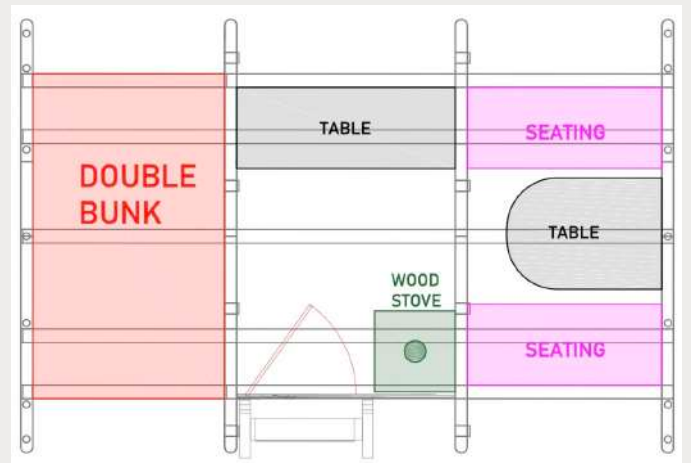 TABLE
SEATING
DOUBLE
BUNK
TABLE
WOOD
STOVE
SEATING